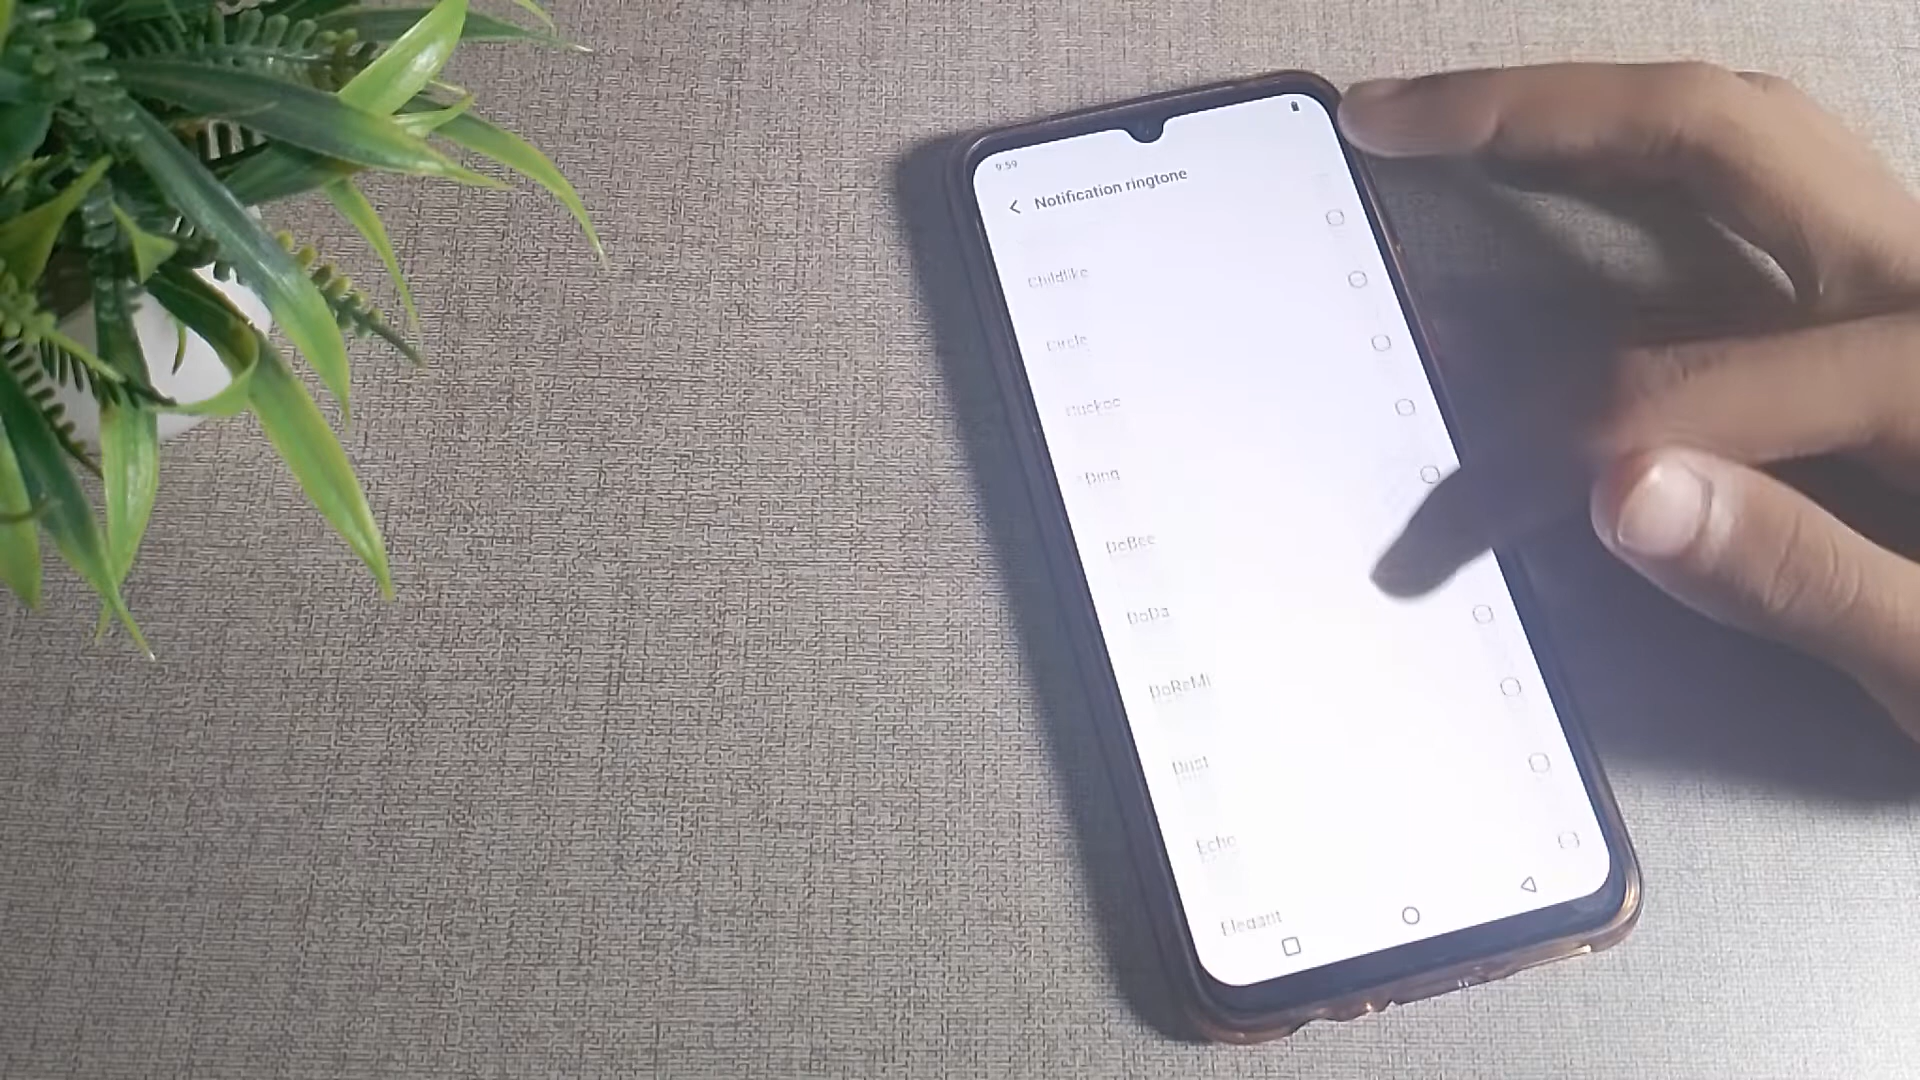 9:59
Notification ringtone
Childlike
Circle
Cuckoo
Ding
DoBee
DoDa
DoReMi
Dust
Echo
Elegant